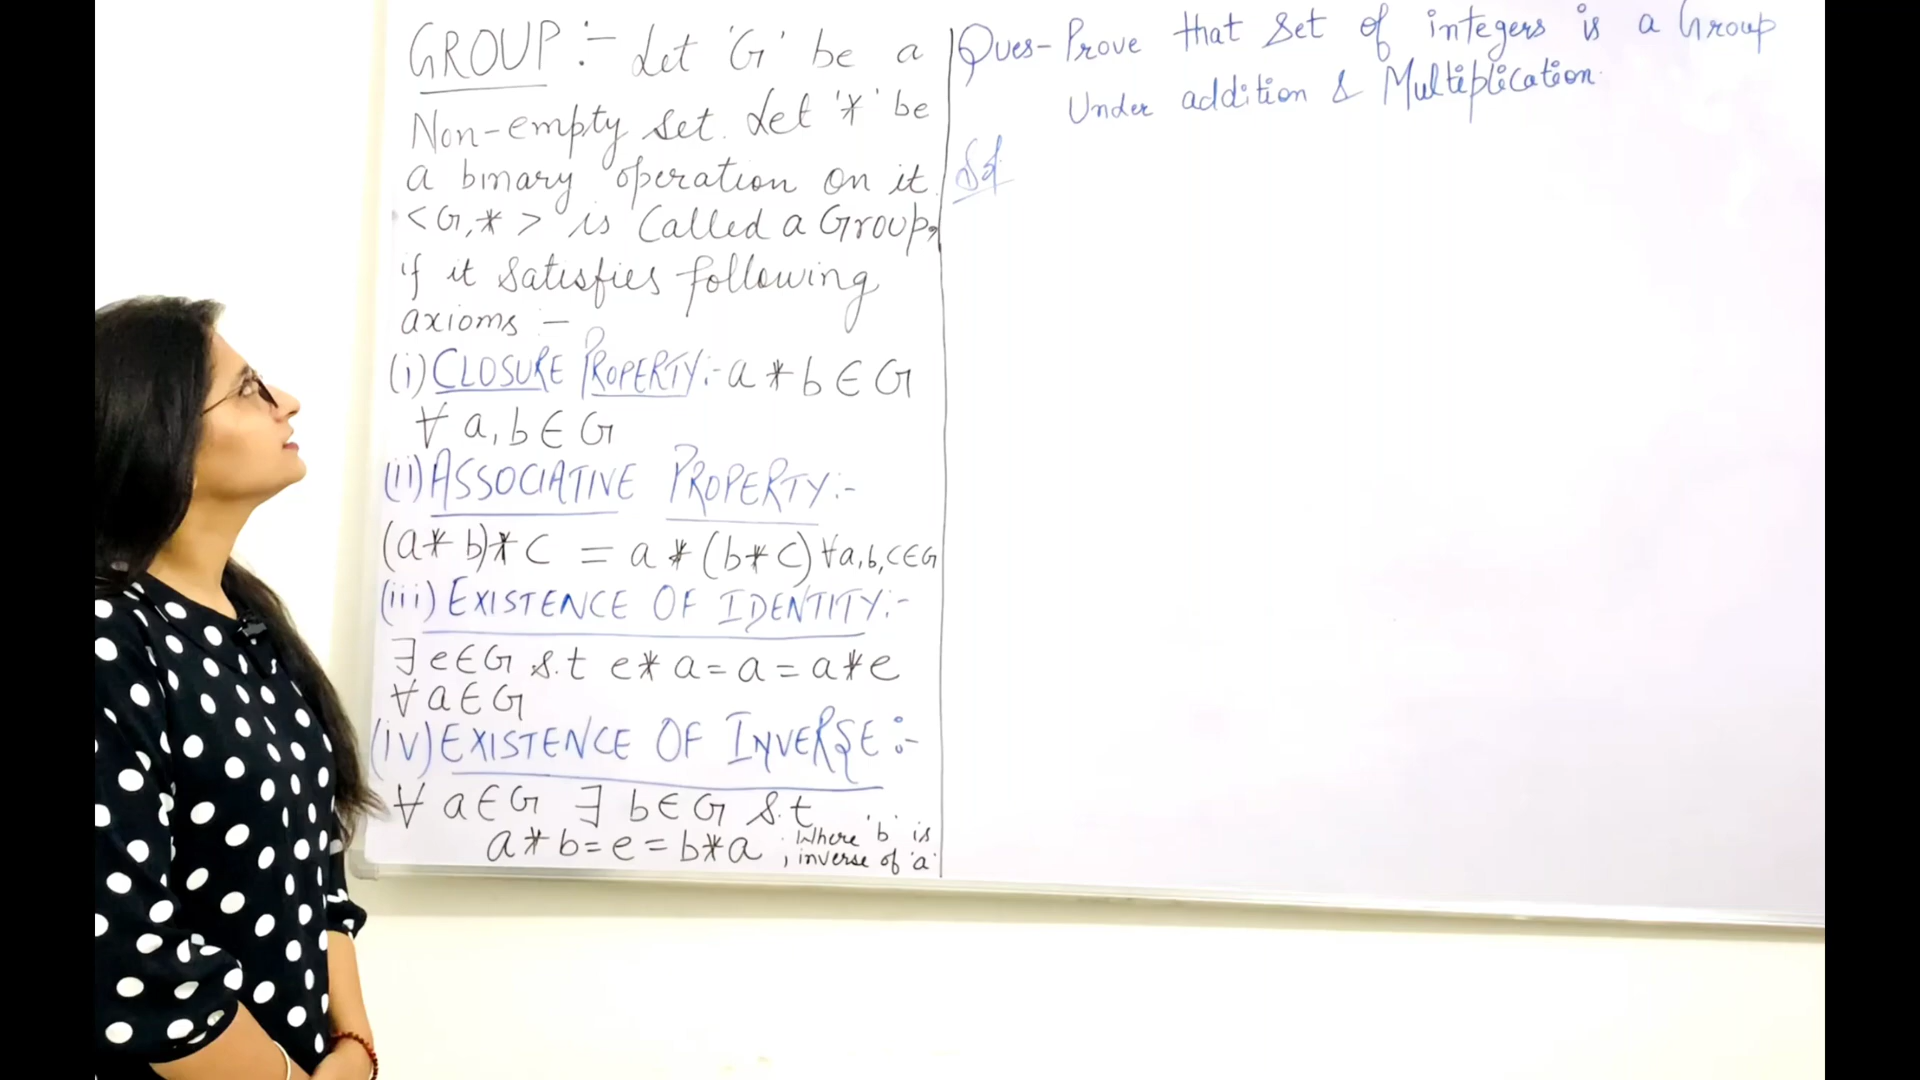 GROUP :- Let 'G' be a
Non-empty set. Let '*' be
a binary operation on it.
<G,*> is Called a Group,
if it satisfies following
axioms -
(i) CLOSURE PROPERTY:- a * b ∈ G
∀ a, b ∈ G
(ii) ASSOCIATIVE PROPERTY:-
(a * b) * c = a * (b * c) ∀ a, b, c ∈ G
(iii) EXISTENCE OF IDENTITY:-
∃ e ∈ G s.t e * a = a = a * e
∀ a ∈ G
(iv) EXISTENCE OF INVERSE :-
∀ a ∈ G ∃ b ∈ G s.t
a * b = e = b * a , Where 'b' is
inverse of 'a'
Ques- Prove that Set of integers is a Group
Under addition & Multiplication.
Sol